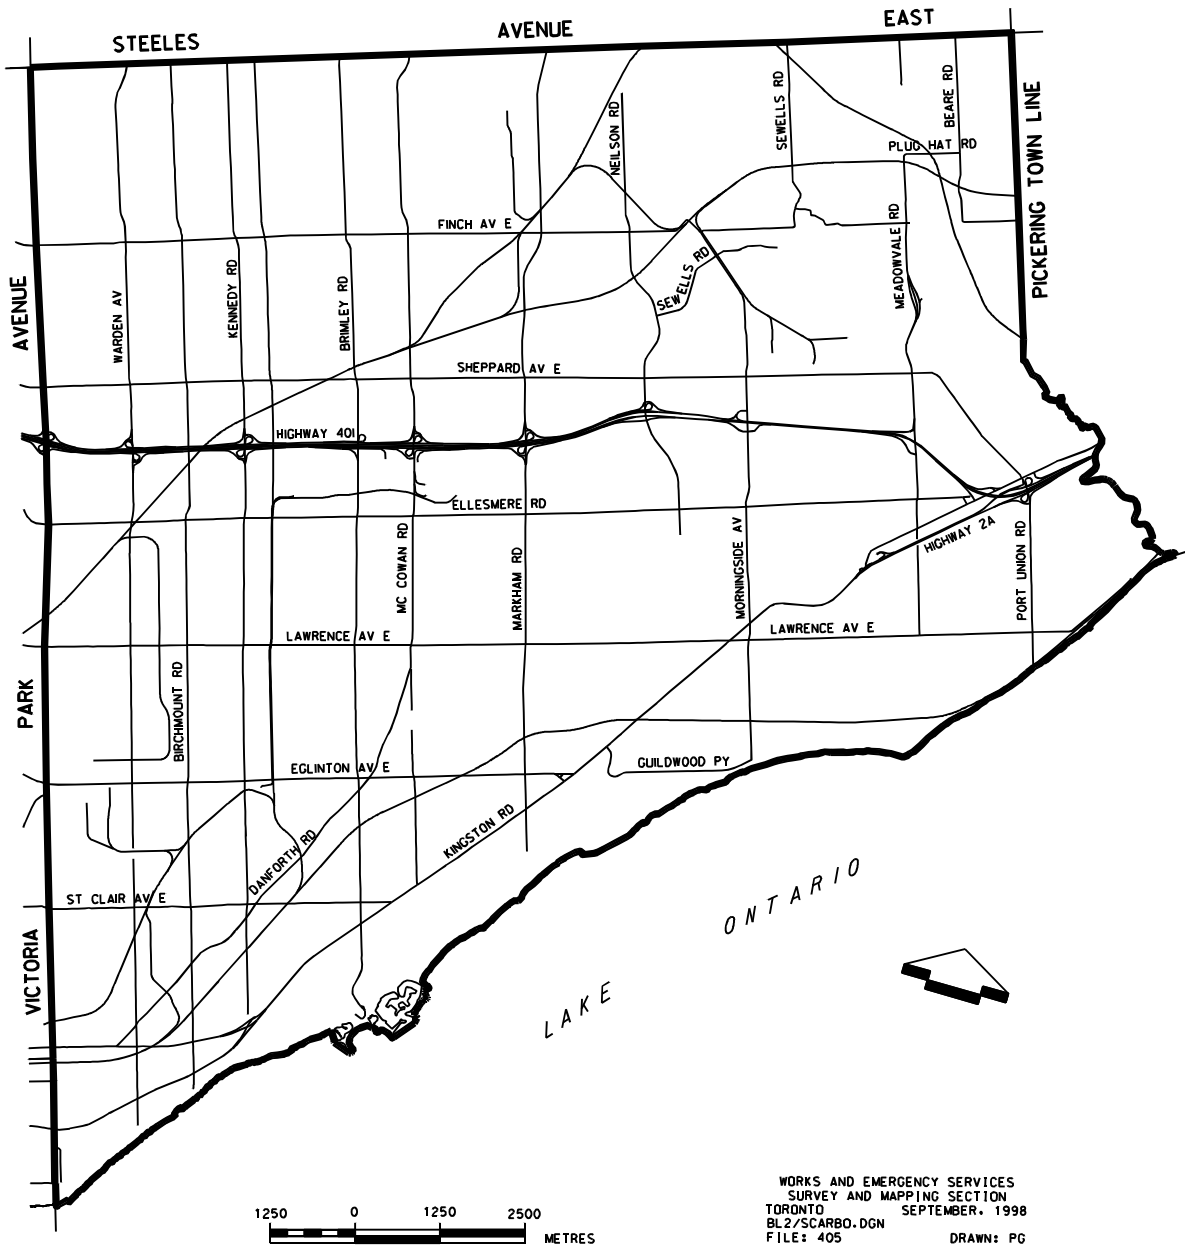 STEELES AVENUE EAST
BEARE RD
SEWELLS RD
NEILSON RD
PICKERING TOWN LINE
PLUG HAT RD
FINCH AV E
MEADOWVALE RD
SEWELLS RD
KENNEDY RD
BRIMLEY RD
WARDEN AV
AVENUE
SHEPPARD AV E
HIGHWAY 401
ELLESMERE RD
MC COWAN RD
MARKHAM RD
MORNINGSIDE AV
HIGHWAY 2A
PORT UNION RD
LAWRENCE AV E
LAWRENCE AV E
BIRCHMOUNT RD
PARK
EGLINTON AV E
GUILDWOOD PY
KINGSTON RD
DANFORTH RD
ST CLAIR AV E
VICTORIA
LAKE ONTARIO
1250 0 1250 2500
METRES
WORKS AND EMERGENCY SERVICES
SURVEY AND MAPPING SECTION
TORONTO SEPTEMBER. 1998
BL2/SCARBO.DGN
FILE: 405 DRAWN: PG